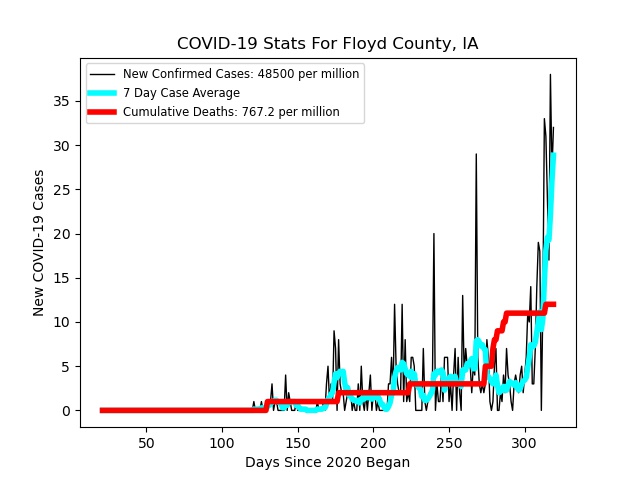 COVID-19 Stats For Floyd County, IA
New Confirmed Cases: 48500 per million
7 Day Case Average
Cumulative Deaths: 767.2 per million
New COVID-19 Cases
35
30
25
20
15
10
5
0
50 100 150 200 250 300
Days Since 2020 Began